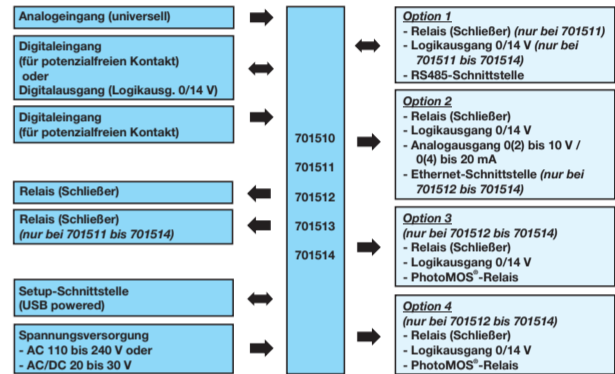 Analogeingang (universell)
Digitaleingang
(für potenzialfreien Kontakt)
oder
Digitalausgang (Logikausg. 0/14 V)
Digitaleingang
(für potenzialfreien Kontakt)
Relais (Schließer)
Relais (Schließer)
(nur bei 701511 bis 701514)
Setup-Schnittstelle
(USB powered)
Spannungsversorgung
- AC 110 bis 240 V oder
- AC/DC 20 bis 30 V
701510
701511
701512
701513
701514
Option 1
- Relais (Schließer) (nur bei 701511)
- Logikausgang 0/14 V (nur bei
701511 bis 701514)
- RS485-Schnittstelle
Option 2
- Relais (Schließer)
- Logikausgang 0/14 V
- Analogausgang 0(2) bis 10 V /
0(4) bis 20 mA
- Ethernet-Schnittstelle (nur bei
701512 bis 701514)
Option 3
(nur bei 701512 bis 701514)
- Relais (Schließer)
- Logikausgang 0/14 V
- PhotoMOS®-Relais
Option 4
(nur bei 701512 bis 701514)
- Relais (Schließer)
- Logikausgang 0/14 V
- PhotoMOS®-Relais